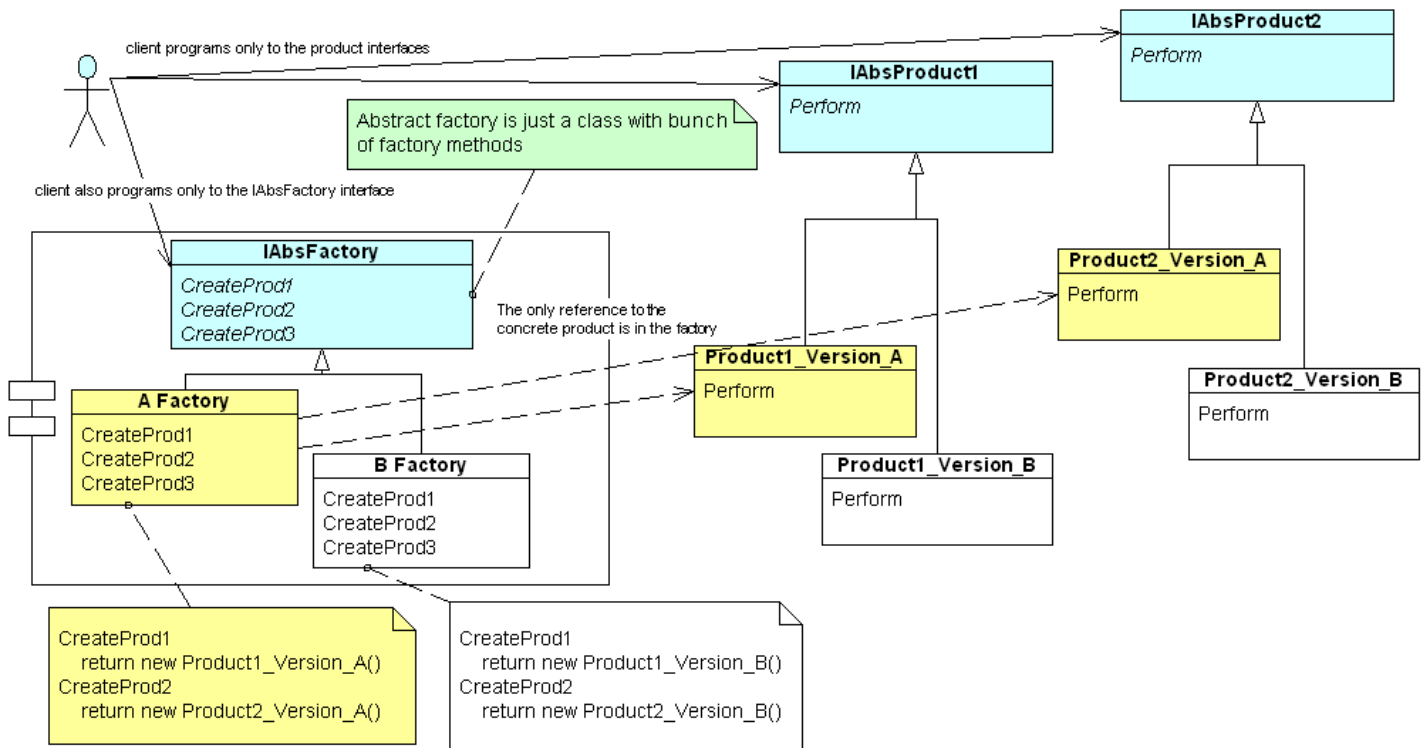 client programs only to the product interfaces
IAbsProduct2
Perform
IAbsProduct1
Perform
Abstract factory is just a class with bunch
of factory methods
client also programs only to the IAbsFactory interface
IAbsFactory
CreateProd1
CreateProd2
CreateProd3
The only reference to the
concrete product is in the factory
Product2_Version_A
Perform
Product1_Version_A
Perform
Product2_Version_B
Perform
A Factory
CreateProd1
CreateProd2
CreateProd3
B Factory
CreateProd1
CreateProd2
CreateProd3
Product1_Version_B
Perform
CreateProd1
return new Product1_Version_A()
CreateProd2
return new Product2_Version_A()
CreateProd1
return new Product1_Version_B()
CreateProd2
return new Product2_Version_B()